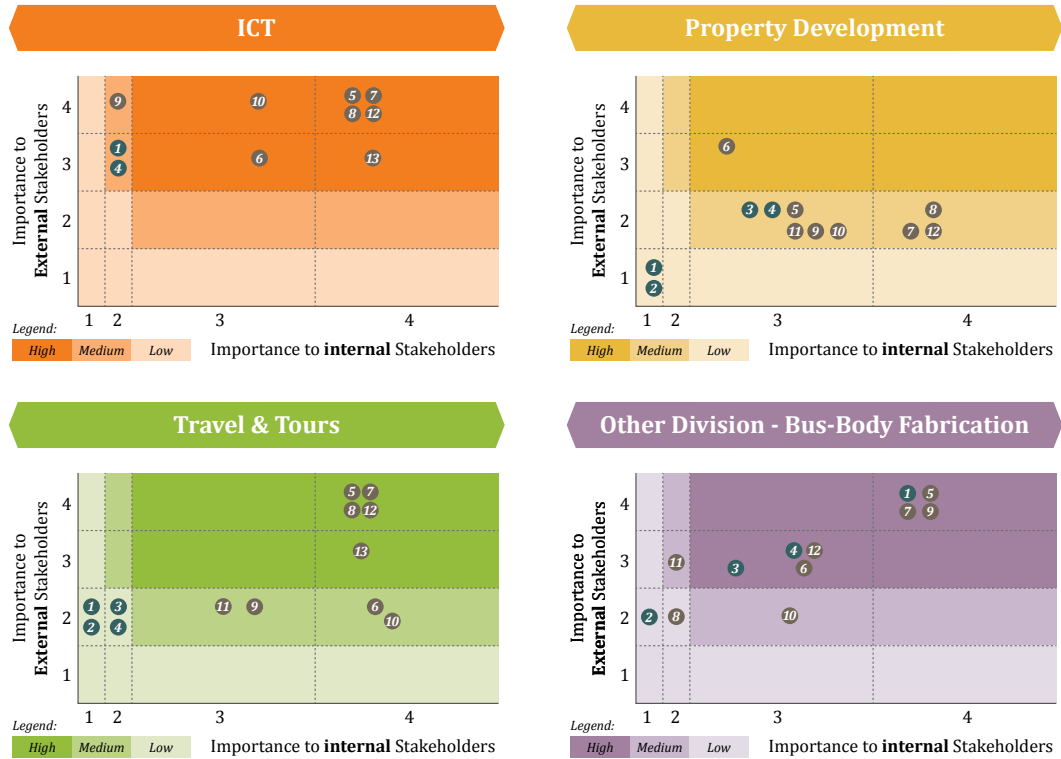 ICT
Importance to
External Stakeholders
4
3
2
1
9
10
5 7
8 12
1
4
6
13
1 2 3 4
Legend:
High Medium Low
Importance to internal Stakeholders
Property Development
Importance to
External Stakeholders
4
3
2
1
6
3 4 5
8
11 9 10
7 12
1
2
1 2 3 4
Legend:
High Medium Low
Importance to internal Stakeholders
Travel & Tours
Importance to
External Stakeholders
4
3
2
1
5 7
8 12
13
1 3
11 9
6
2 4
10
1 2 3 4
Legend:
High Medium Low
Importance to internal Stakeholders
Other Division - Bus-Body Fabrication
Importance to
External Stakeholders
4
3
2
1
1 5
7 9
4 12
11
3 6
2 8
10
1 2 3 4
Legend:
High Medium Low
Importance to internal Stakeholders